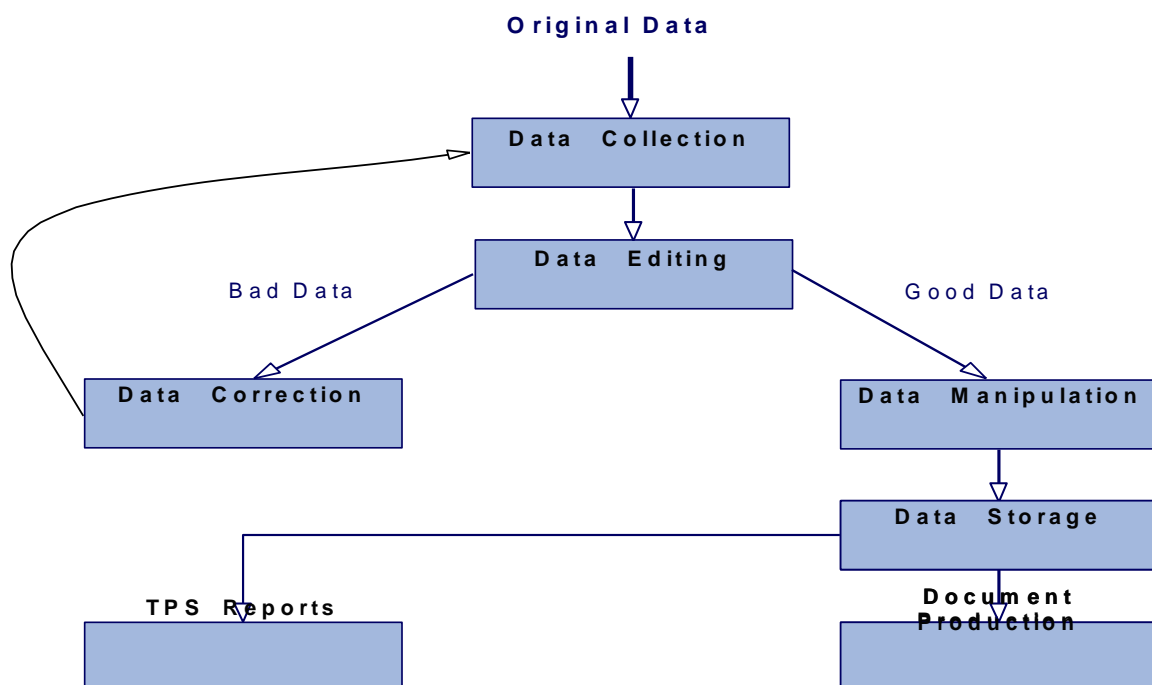 Original Data
Data Collection
Data Editing
Bad Data
Good Data
Data Correction
Data Manipulation
Data Storage
TPS Reports
Document
Production